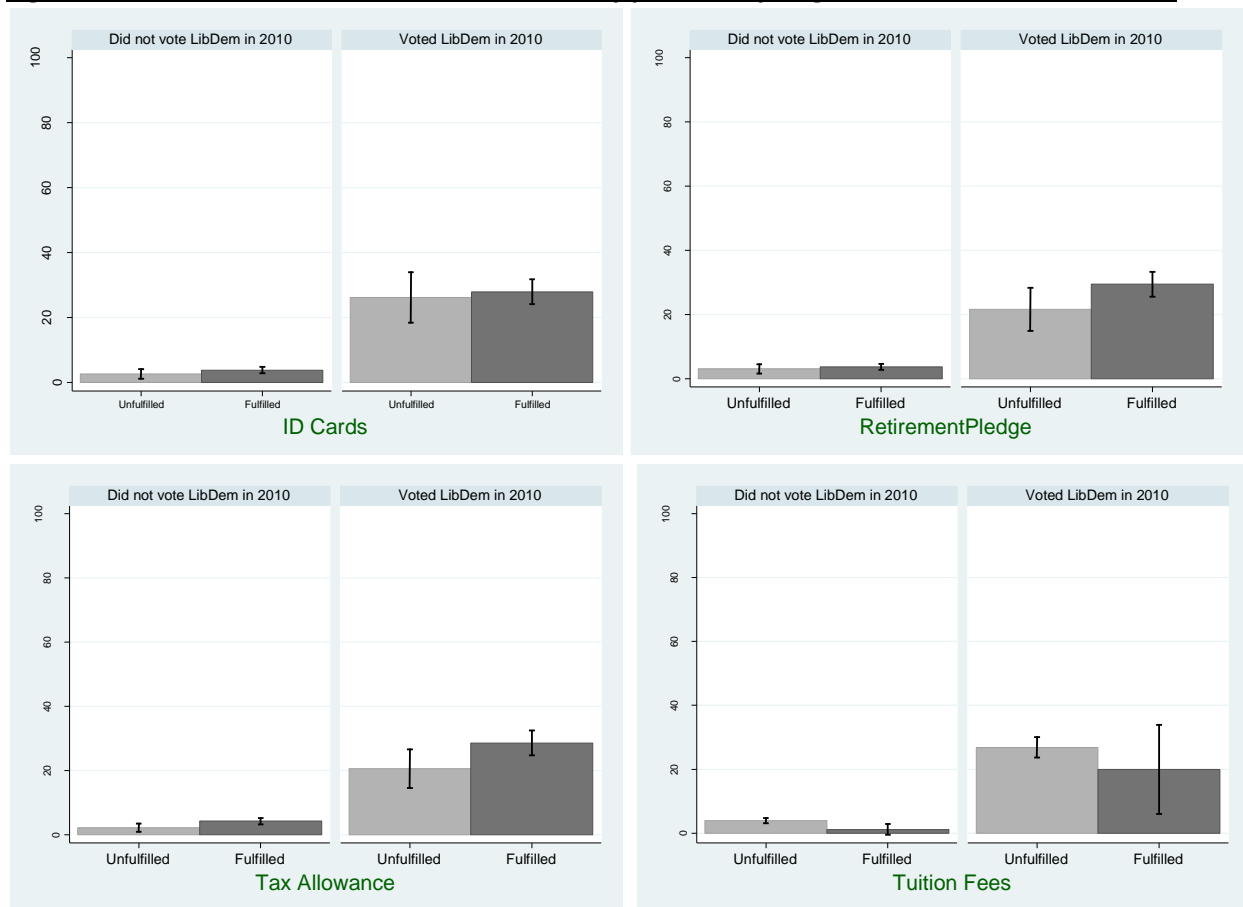 Did not vote LibDem in 2010 Voted LibDem in 2010
100
80
60
40
20
0
Unfulfilled Fulfilled Unfulfilled Fulfilled
ID Cards
Did not vote LibDem in 2010 Voted LibDem in 2010
100
80
60
40
20
0
Unfulfilled Fulfilled Unfulfilled Fulfilled
RetirementPledge
Did not vote LibDem in 2010 Voted LibDem in 2010
100
80
60
40
20
0
Unfulfilled Fulfilled Unfulfilled Fulfilled
Tax Allowance
Did not vote LibDem in 2010 Voted LibDem in 2010
100
80
60
40
20
0
Unfulfilled Fulfilled Unfulfilled Fulfilled
Tuition Fees